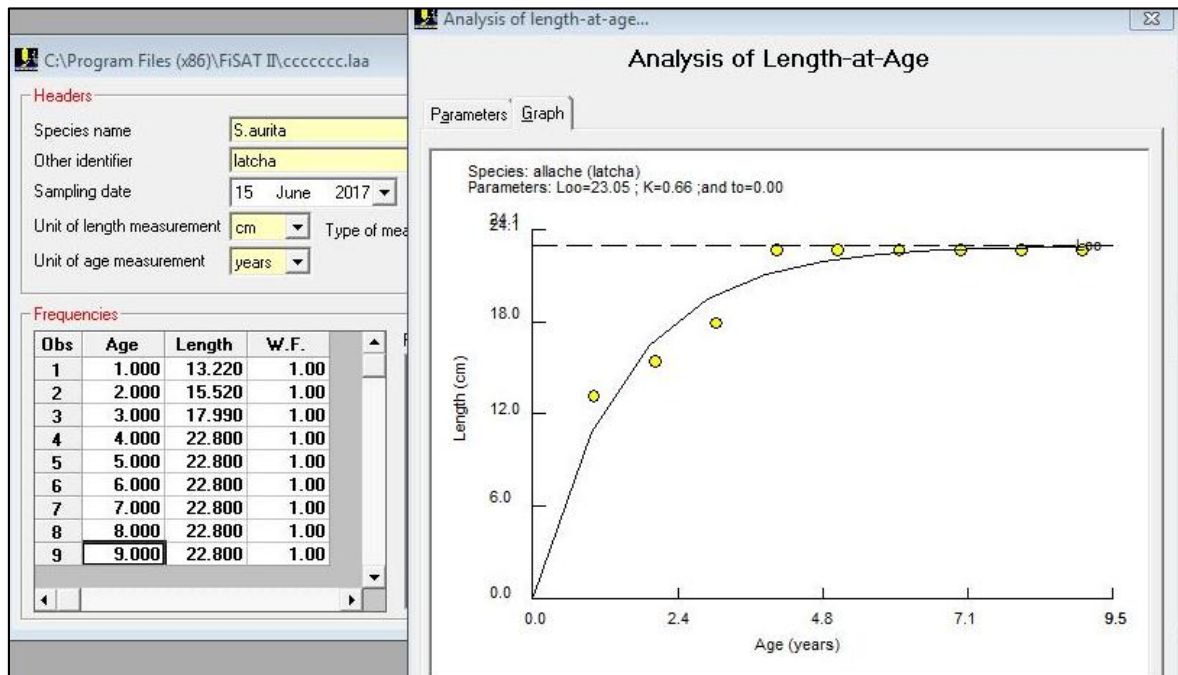 C:\Program Files (x86)\FiSAT II\ccccccc.laa
Headers
Species name S.aurita
Other identifier latcha
Sampling date 15 June 2017
Unit of length measurement cm Type of mea
Unit of age measurement years
Frequencies
Obs Age Length W.F.
1 1.000 13.220 1.00
2 2.000 15.520 1.00
3 3.000 17.990 1.00
4 4.000 22.800 1.00
5 5.000 22.800 1.00
6 6.000 22.800 1.00
7 7.000 22.800 1.00
8 8.000 22.800 1.00
9 9.000 22.800 1.00
Analysis of length-at-age...
Analysis of Length-at-Age
Parameters Graph
Species: allache (latcha)
Parameters: Loo=23.05 ; K=0.66 ;and to=0.00
24.1
Loo
18.0
12.0
6.0
0.0
Length (cm)
0.0 2.4 4.8 7.1 9.5
Age (years)